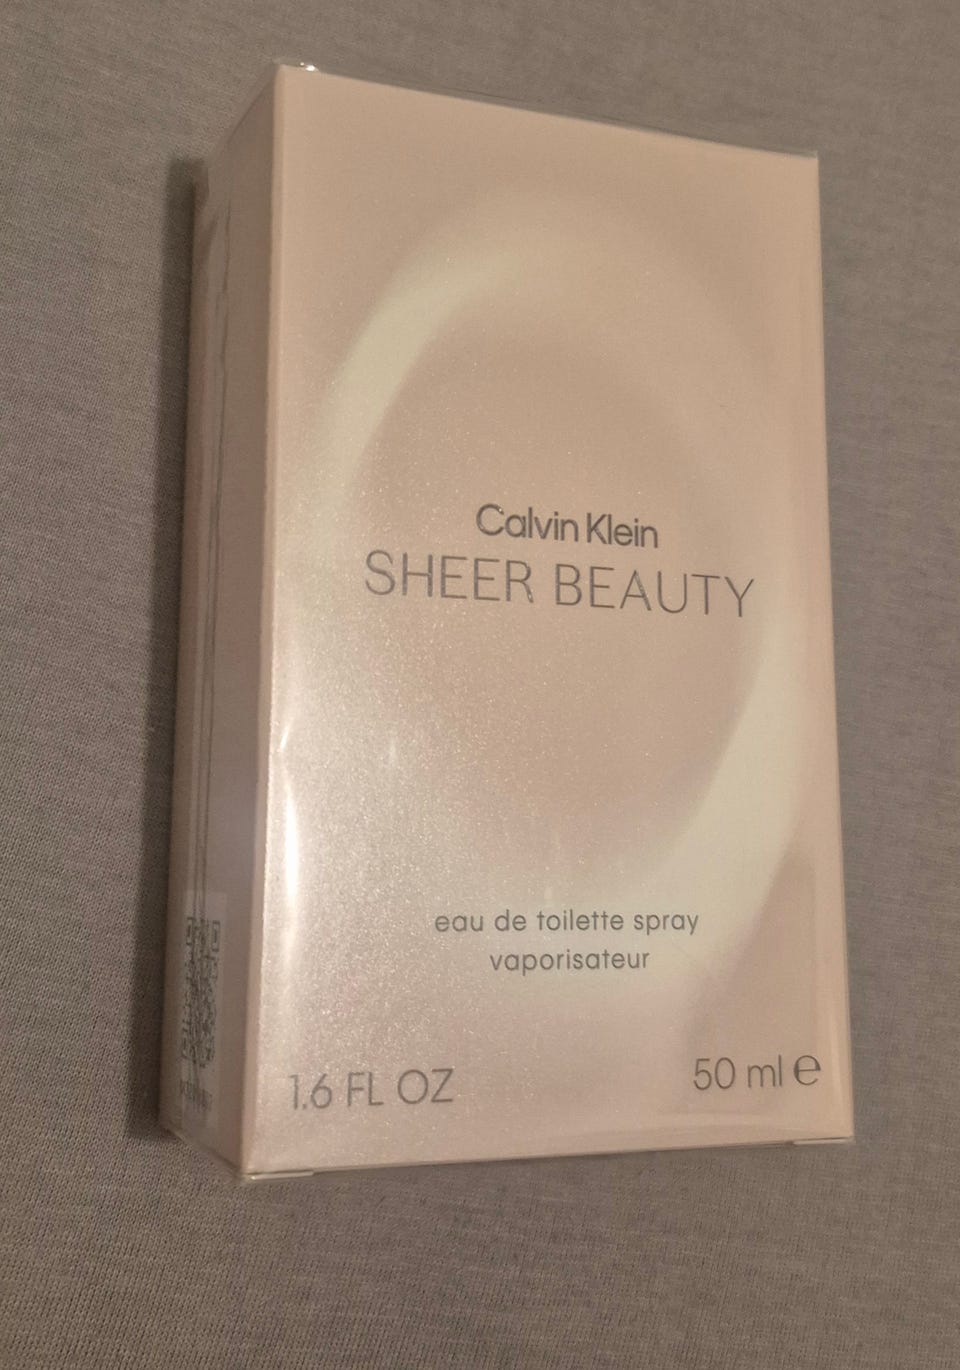 Calvin Klein
SHEER BEAUTY
eau de toilette spray
vaporisateur
1.6 FL OZ
50 ml e